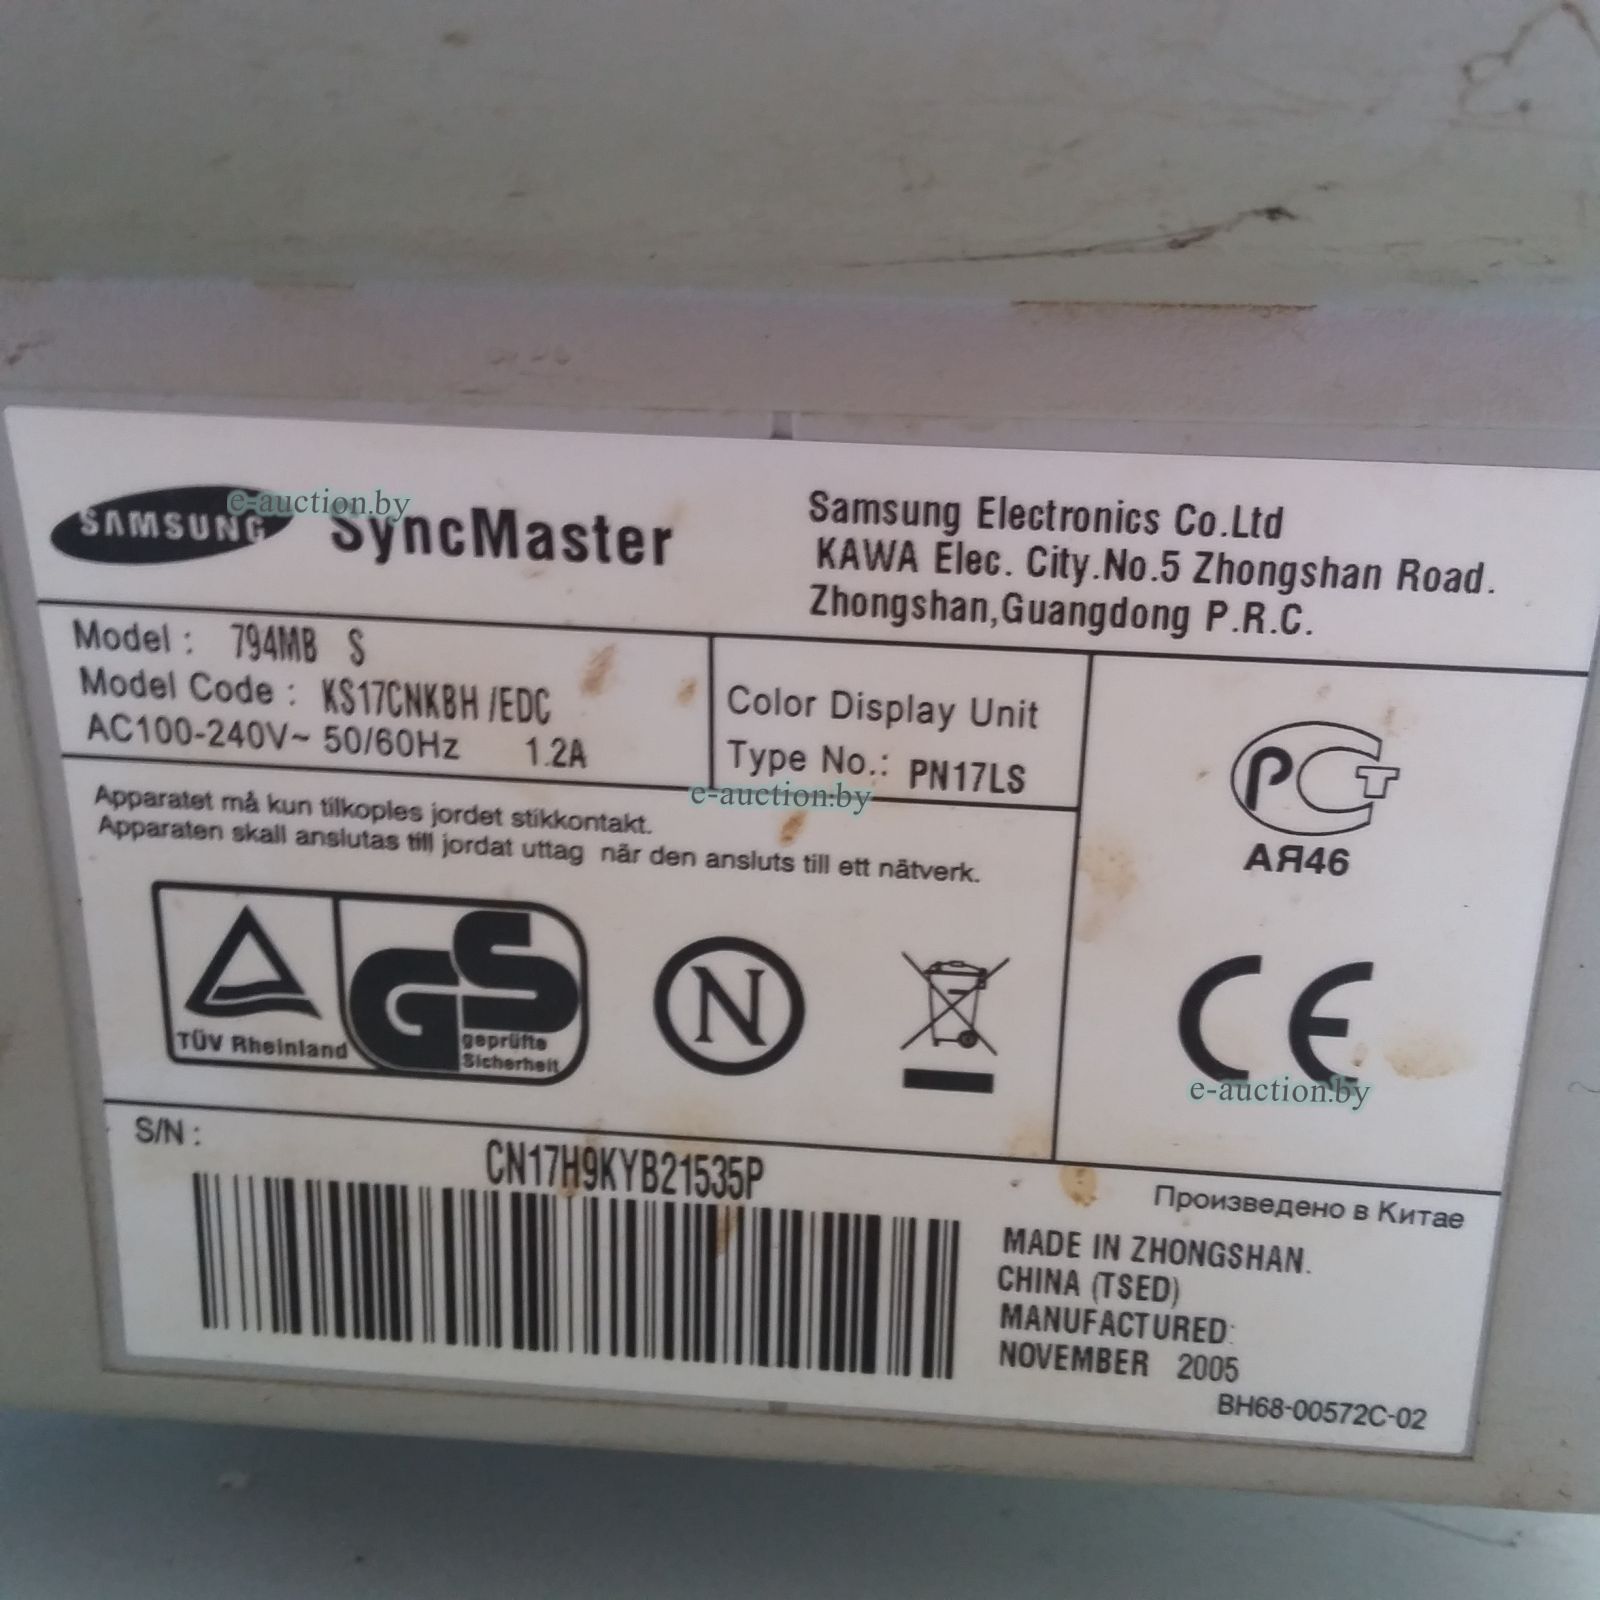 SAMSUNG SyncMaster
e-auction.by
Samsung Electronics Co.Ltd
KAWA Elec. City.No.5 Zhongshan Road.
Zhongshan,Guangdong P.R.C.
Model : 794MB S
Model Code : KS17CNKBH /EDC
AC100-240V~ 50/60Hz 1.2A
Color Display Unit
Type No.: PN17LS
e-auction.by
РСТ
АЯ46
Apparatet må kun tilkoples jordet stikkontakt.
Apparaten skall anslutas till jordat uttag när den ansluts till ett nätverk.
TÜV Rheinland
GS
geprüfte
Sicherheit
N
CE
e-auction.by
S/N :
CN17H9KYB21535P
Произведено в Китае
MADE IN ZHONGSHAN.
CHINA (TSED)
MANUFACTURED:
NOVEMBER 2005
BH68-00572C-02